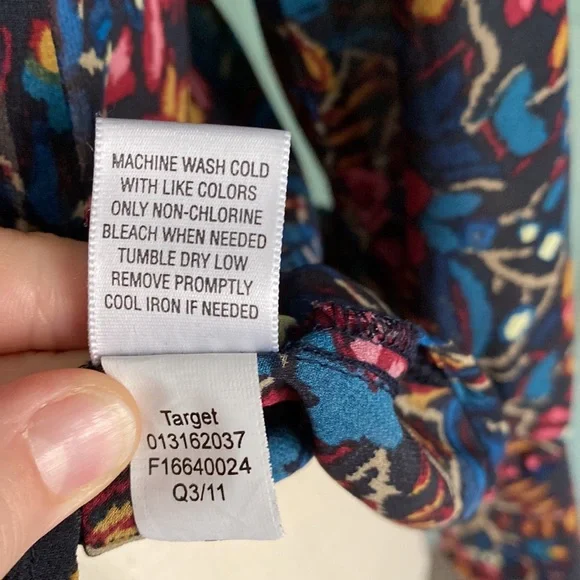 MACHINE WASH COLD
WITH LIKE COLORS
ONLY NON-CHLORINE
BLEACH WHEN NEEDED
TUMBLE DRY LOW
REMOVE PROMPTLY
COOL IRON IF NEEDED
Target
013162037
F16640024
Q3/11